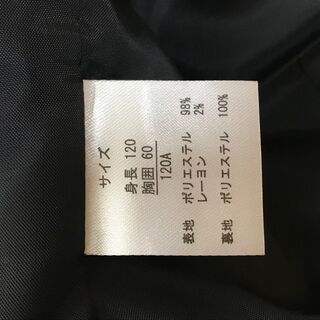 サイズ
身長 120
胸囲 60
120A
表地 ポリエステル 98%
レーヨン 2%
裏地 ポリエステル 100%